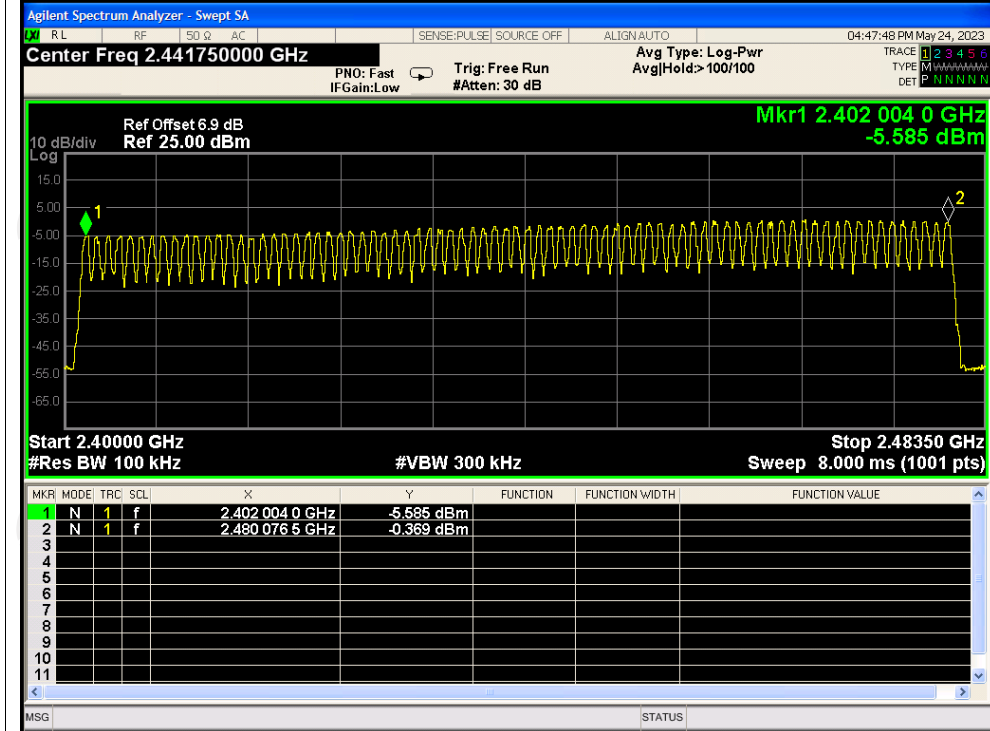 Agilent Spectrum Analyzer - Swept SA
LXI RL RF 50 Ω AC SENSE:PULSE SOURCE OFF ALIGN AUTO 04:47:48 PM May 24, 2023
Center Freq 2.441750000 GHz
PNO: Fast
IFGain:Low
Trig: Free Run
#Atten: 30 dB
Avg Type: Log-Pwr
Avg|Hold:> 100/100
TRACE 1 2 3 4 5 6
TYPE M
DET P N N N N N
Mkr1 2.402 004 0 GHz
-5.585 dBm
Ref Offset 6.9 dB
10 dB/div Ref 25.00 dBm
Log
15.0
5.00
-5.00
-15.0
-25.0
-35.0
-45.0
-55.0
-65.0
1
2
Start 2.40000 GHz Stop 2.48350 GHz
#Res BW 100 kHz #VBW 300 kHz Sweep 8.000 ms (1001 pts)
MKR MODE TRC SCL X Y FUNCTION FUNCTION WIDTH FUNCTION VALUE
1 N 1 f 2.402 004 0 GHz -5.585 dBm
2 N 1 f 2.480 076 5 GHz -0.369 dBm
3
4
5
6
7
8
9
10
11
MSG STATUS